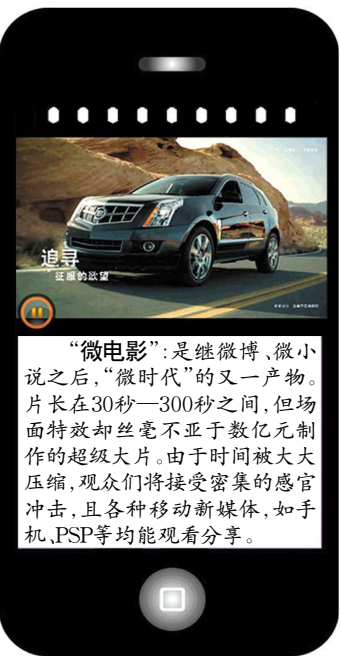 追寻
征服的欲望
“微电影”：是继微博、微小
说之后，“微时代”的又一产物。
片长在30秒—300秒之间，但场
面特效却丝毫不亚于数亿元制
作的超级大片。由于时间被大大
压缩，观众们将接受密集的感官
冲击，且各种移动新媒体，如手
机、PSP等均能观看分享。